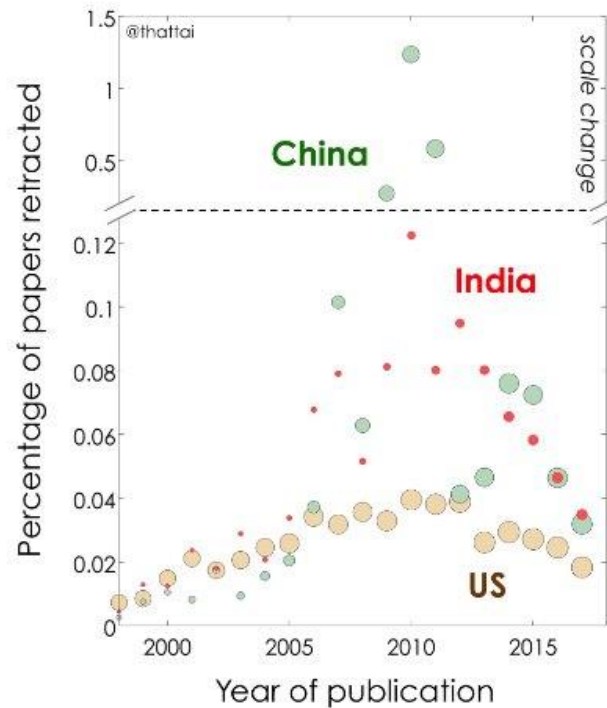 @thattai
scale change
1.5
1
0.5
0.12
0.1
0.08
0.06
0.04
0.02
0
China
India
US
Percentage of papers retracted
2000
2005
2010
2015
Year of publication